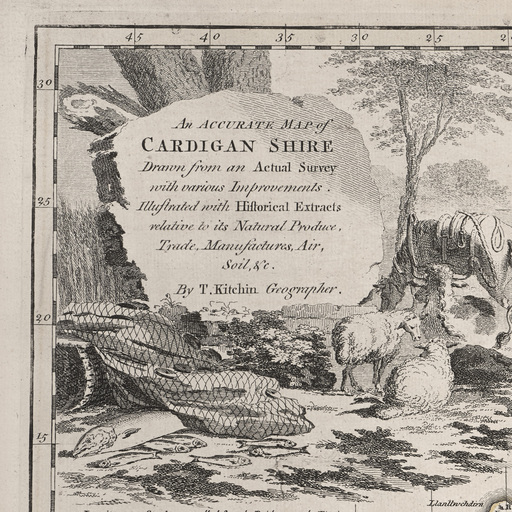 45
40
35
30
25
30
25
20
15
An ACCURATE MAP of
CARDIGAN SHIRE
Drawn from an Actual Survey
with various Improvements.
Illuſtrated with Hiſtorical Extracts
relative to its Natural Produce,
Trade, Manufactures, Air,
Soil, &c.
By T. Kitchin Geographer.